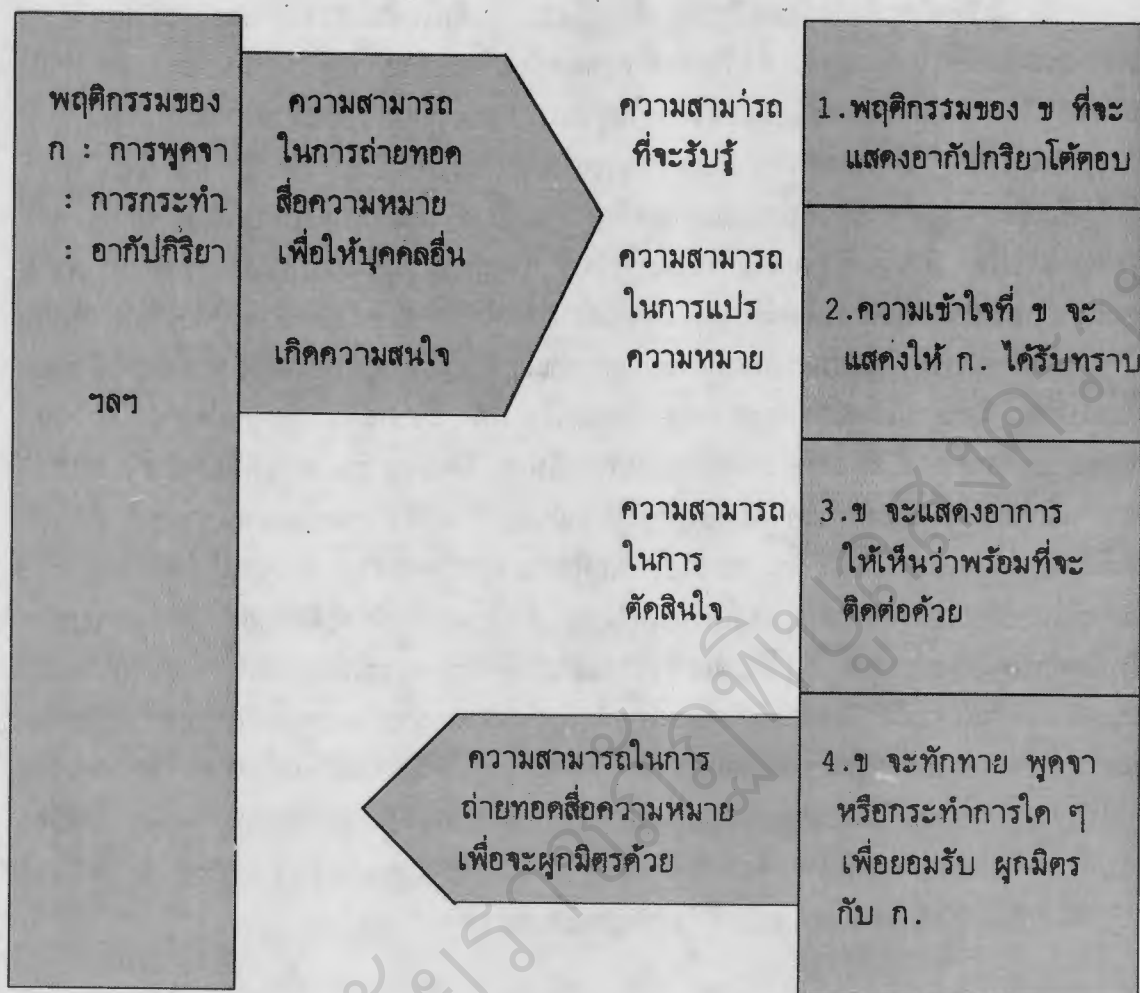 พฤติกรรมของ
ก : การพูดจา
: การกระทำ
: อากัปกิริยา
ฯลฯ
ความสามารถ
ในการถ่ายทอด
สื่อความหมาย
เพื่อให้บุคคลอื่น
เกิดความสนใจ
ความสามารถ
ที่จะรับรู้
ความสามารถ
ในการแปร
ความหมาย
ความสามารถ
ในการ
ตัดสินใจ
1.พฤติกรรมของ ข ที่จะ
แสดงอากัปกริยาโต้ตอบ
2.ความเข้าใจที่ ข จะ
แสดงให้ ก. ได้รับทราบ
3.ข จะแสดงอาการ
ให้เห็นว่าพร้อมที่จะ
ติดต่อด้วย
ความสามารถในการ
ถ่ายทอดสื่อความหมาย
เพื่อจะผูกมิตรด้วย
4.ข จะทักทาย พูดจา
หรือกระทำการใด ๆ
เพื่อยอมรับ ผูกมิตร
กับ ก.